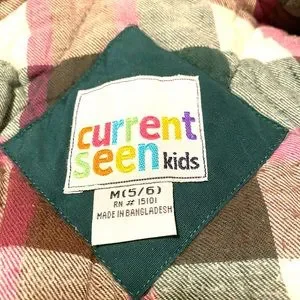 current
seen kids
M(5/6)
RN # 15101
MADE IN BANGLADESH